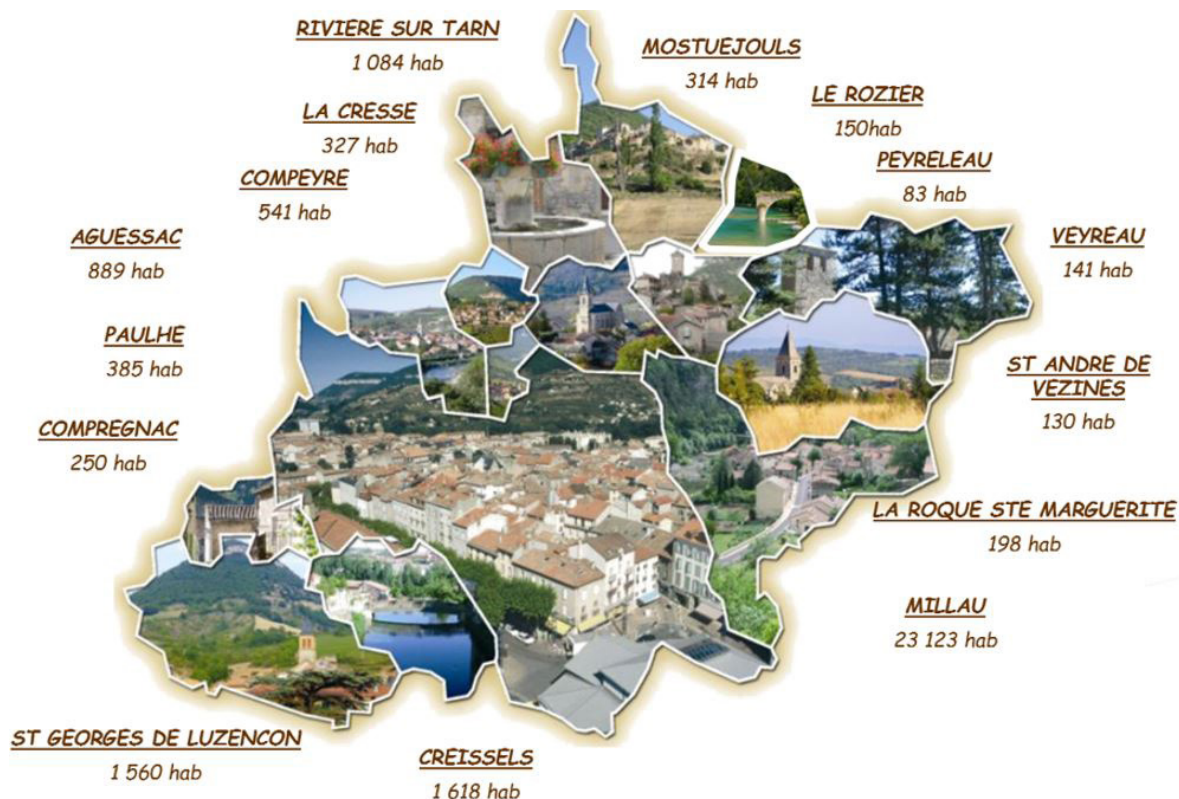 RIVIERE SUR TARN
1 084 hab
MOSTUEJOULS
314 hab
LE ROZIER
150hab
LA CRESSE
327 hab
PEYRELEAU
83 hab
COMPEYRE
541 hab
AGUESSAC
889 hab
VEYREAU
141 hab
PAULHE
385 hab
ST ANDRE DE
VEZINES
130 hab
COMPREGNAC
250 hab
LA ROQUE STE MARGUERITE
198 hab
MILLAU
23 123 hab
ST GEORGES DE LUZENCON
1 560 hab
CREISSELS
1 618 hab